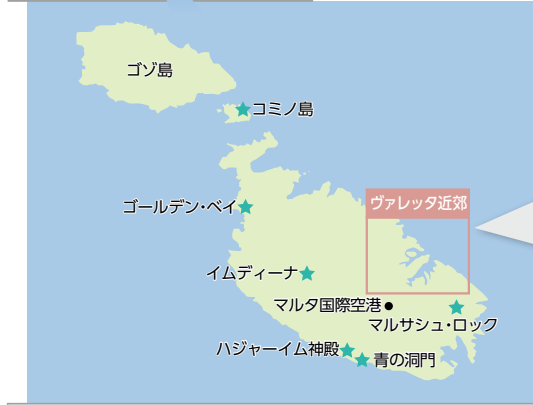 ゴゾ島
コミノ島
ヴァレッタ近郊
ゴールデン・ベイ
イムディーナ
マルタ国際空港
マルサシュ・ロック
ハジャーイム神殿
青の洞門